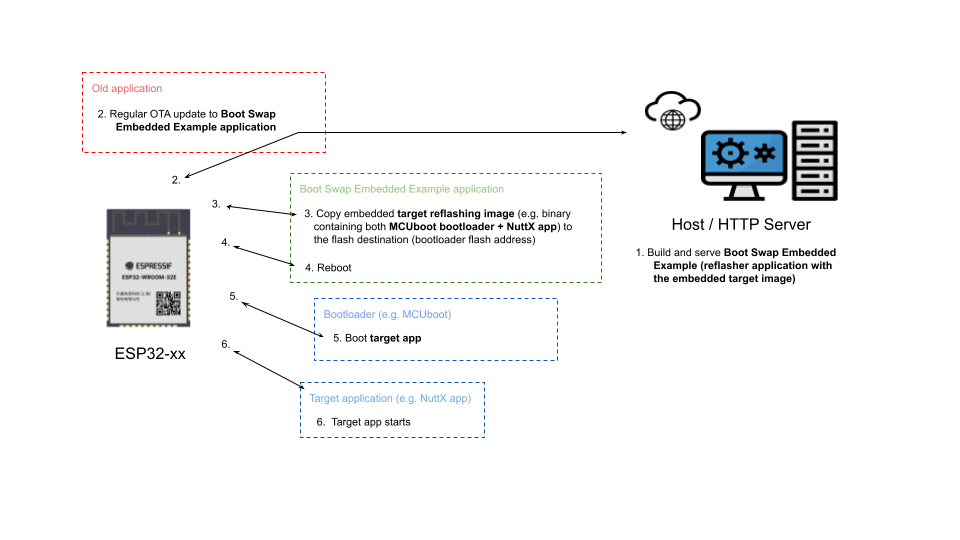 Old application
2. Regular OTA update to Boot Swap
Embedded Example application
2.
Boot Swap Embedded Example application
3.
3. Copy embedded target reflashing image (e.g. binary
containing both MCUboot bootloader + NuttX app) to
the flash destination (bootloader flash address)
4.
4. Reboot
Host / HTTP Server
1. Build and serve Boot Swap Embedded
Example (reflasher application with
the embedded target image)
ESPRESSIF
ESP32-WROOM-32E
5.
Bootloader (e.g. MCUboot)
5. Boot target app
6.
ESP32-xx
Target application (e.g. NuttX app)
6. Target app starts